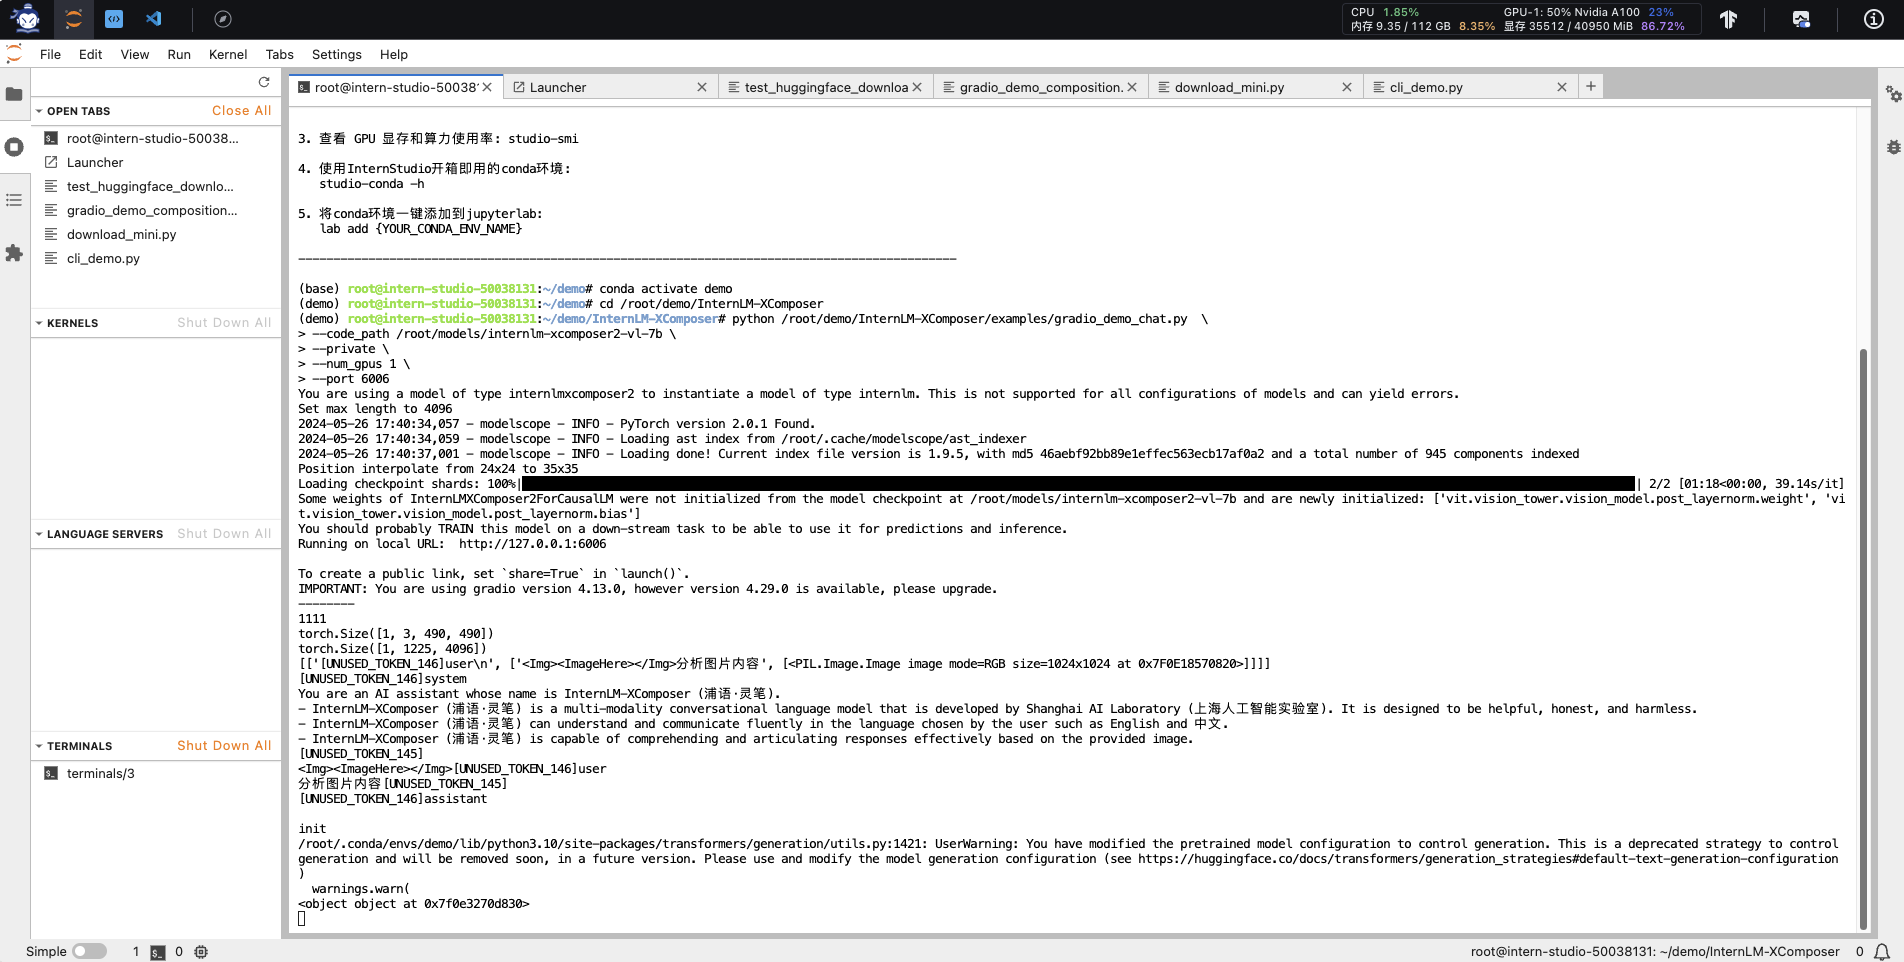 CPU 1.85% GPU-1: 50% Nvidia A100 23%
内存 9.35 / 112 GB 8.35% 显存 35512 / 40950 MiB 86.72%
File Edit View Run Kernel Tabs Settings Help
root@intern-studio-50038 Launcher test_huggingface_downloa gradio_demo_composition. download_mini.py cli_demo.py
OPEN TABS Close All
root@intern-studio-50038...
Launcher
test_huggingface_downlo...
gradio_demo_composition...
download_mini.py
cli_demo.py
KERNELS Shut Down All
LANGUAGE SERVERS Shut Down All
TERMINALS Shut Down All
terminals/3
3. 查看 GPU 显存和算力使用率: studio-smi
4. 使用InternStudio开箱即用的conda环境:
studio-conda -h
5. 将conda环境一键添加到jupyterlab:
lab add {YOUR_CONDA_ENV_NAME}
----------------------------------------------------------------------------------------------
(base) root@intern-studio-50038131:~/demo# conda activate demo
(demo) root@intern-studio-50038131:~/demo# cd /root/demo/InternLM-XComposer
(demo) root@intern-studio-50038131:~/demo/InternLM-XComposer# python /root/demo/InternLM-XComposer/examples/gradio_demo_chat.py \
> --code_path /root/models/internlm-xcomposer2-vl-7b \
> --private \
> --num_gpus 1 \
> --port 6006
You are using a model of type internlmxcomposer2 to instantiate a model of type internlm. This is not supported for all configurations of models and can yield errors.
Set max length to 4096
2024-05-26 17:40:34,057 - modelscope - INFO - PyTorch version 2.0.1 Found.
2024-05-26 17:40:34,059 - modelscope - INFO - Loading ast index from /root/.cache/modelscope/ast_indexer
2024-05-26 17:40:37,001 - modelscope - INFO - Loading done! Current index file version is 1.9.5, with md5 46aebf92bb89e1effec563ecb17af0a2 and a total number of 945 components indexed
Position interpolate from 24x24 to 35x35
Loading checkpoint shards: 100%| | 2/2 [01:18<00:00, 39.14s/it]
Some weights of InternLMXComposer2ForCausalLM were not initialized from the model checkpoint at /root/models/internlm-xcomposer2-vl-7b and are newly initialized: ['vit.vision_tower.vision_model.post_layernorm.weight', 'vi
t.vision_tower.vision_model.post_layernorm.bias']
You should probably TRAIN this model on a down-stream task to be able to use it for predictions and inference.
Running on local URL:  http://127.0.0.1:6006
To create a public link, set `share=True` in `launch()`.
IMPORTANT: You are using gradio version 4.13.0, however version 4.29.0 is available, please upgrade.
--------
1111
torch.Size([1, 3, 490, 490])
torch.Size([1, 1225, 4096])
[['[UNUSED_TOKEN_146]user\n', ['<Img><ImageHere></Img>分析图片内容', [<PIL.Image.Image image mode=RGB size=1024x1024 at 0x7F0E18570820>]]]]
[UNUSED_TOKEN_146]system
You are an AI assistant whose name is InternLM-XComposer (浦语·灵笔).
- InternLM-XComposer (浦语·灵笔) is a multi-modality conversational language model that is developed by Shanghai AI Laboratory (上海人工智能实验室). It is designed to be helpful, honest, and harmless.
- InternLM-XComposer (浦语·灵笔) can understand and communicate fluently in the language chosen by the user such as English and 中文.
- InternLM-XComposer (浦语·灵笔) is capable of comprehending and articulating responses effectively based on the provided image.
[UNUSED_TOKEN_145]
<Img><ImageHere></Img>[UNUSED_TOKEN_146]user
分析图片内容[UNUSED_TOKEN_145]
[UNUSED_TOKEN_146]assistant
init
/root/.conda/envs/demo/lib/python3.10/site-packages/transformers/generation/utils.py:1421: UserWarning: You have modified the pretrained model configuration to control generation. This is a deprecated strategy to control
generation and will be removed soon, in a future version. Please use and modify the model generation configuration (see https://huggingface.co/docs/transformers/generation_strategies#default-text-generation-configuration
)
warnings.warn(
<object object at 0x7f0e3270d830>
Simple 1 0 root@intern-studio-50038131: ~/demo/InternLM-XComposer 0